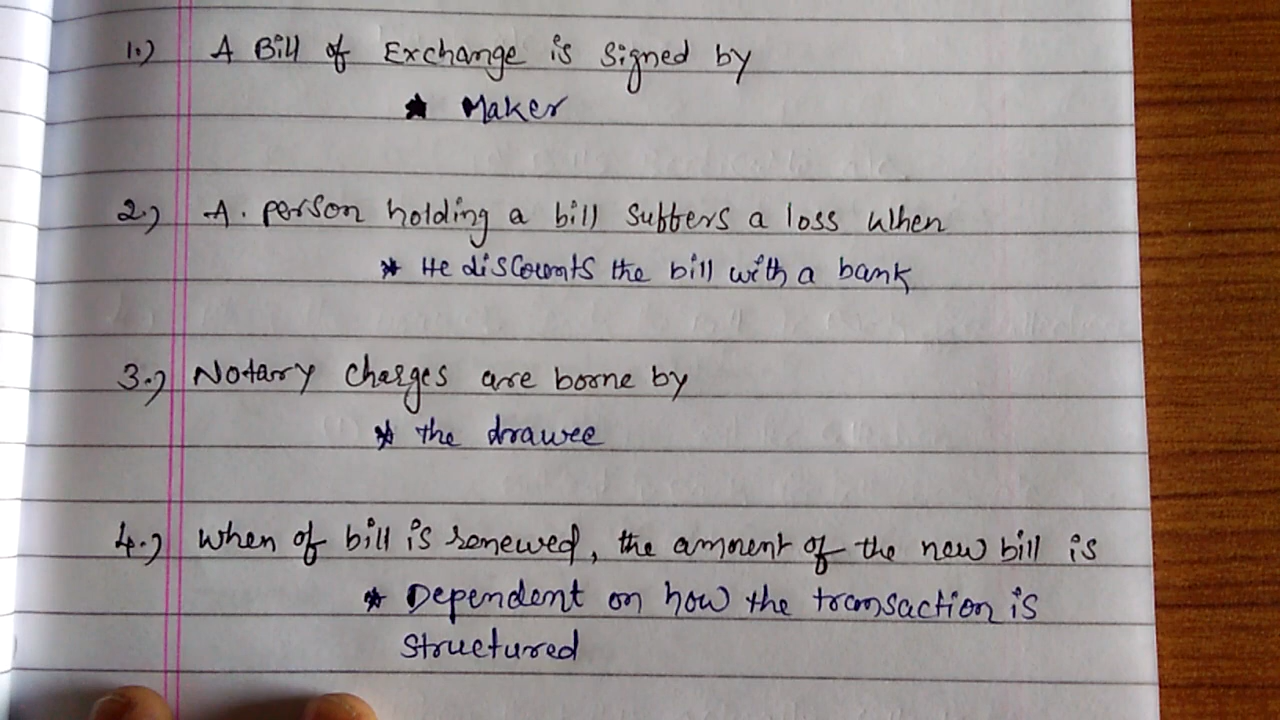 1.) A Bill of Exchange is signed by
★ Maker
2.) A. person holding a bill suffers a loss when
★ He discounts the bill with a bank
3.) Notary charges are borne by
★ the drawee
4.) when of bill is renewed, the amount of the new bill is
★ Dependent on how the transaction is
structured